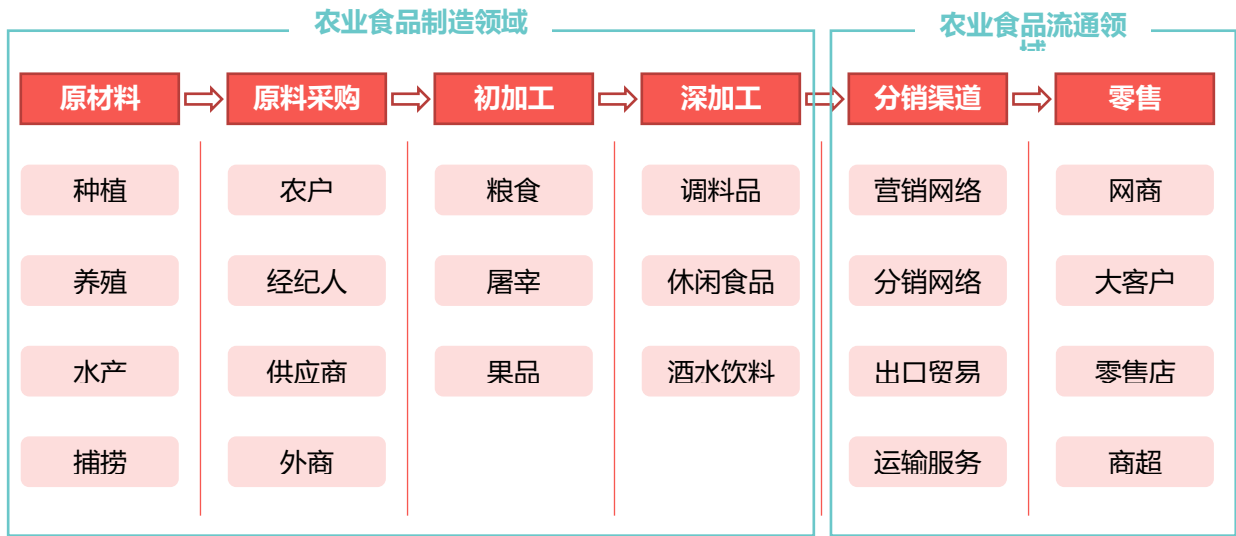 农业食品制造领域
农业食品流通领
域
原材料
原料采购
初加工
深加工
分销渠道
零售
种植
农户
粮食
调料品
营销网络
网商
养殖
经纪人
屠宰
休闲食品
分销网络
大客户
水产
供应商
果品
酒水饮料
出口贸易
零售店
捕捞
外商
运输服务
商超